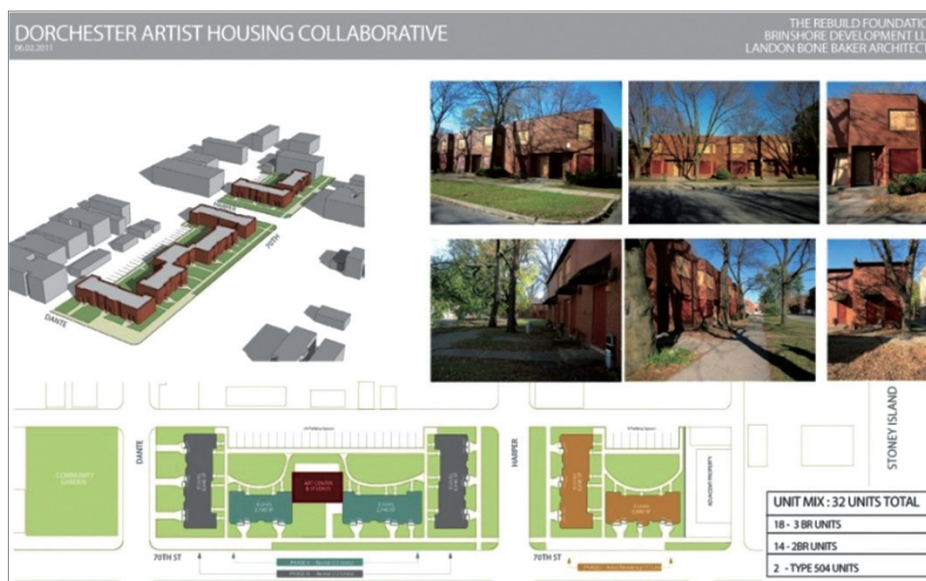 DORCHESTER ARTIST HOUSING COLLABORATIVE
06.02.2011
THE REBUILD FOUNDATIO
BRINSHORE DEVELOPMENT LL
LANDON BONE BAKER ARCHITECT
HARPER
70TH
DANTE
DANTE
HARPER
STONEY ISLAND
COMMUNITY
GARDEN
ART CENTER
70TH ST
70TH ST
UNIT MIX : 32 UNITS TOTAL
18 - 3 BR UNITS
14 - 2BR UNITS
2 - TYPE 504 UNITS